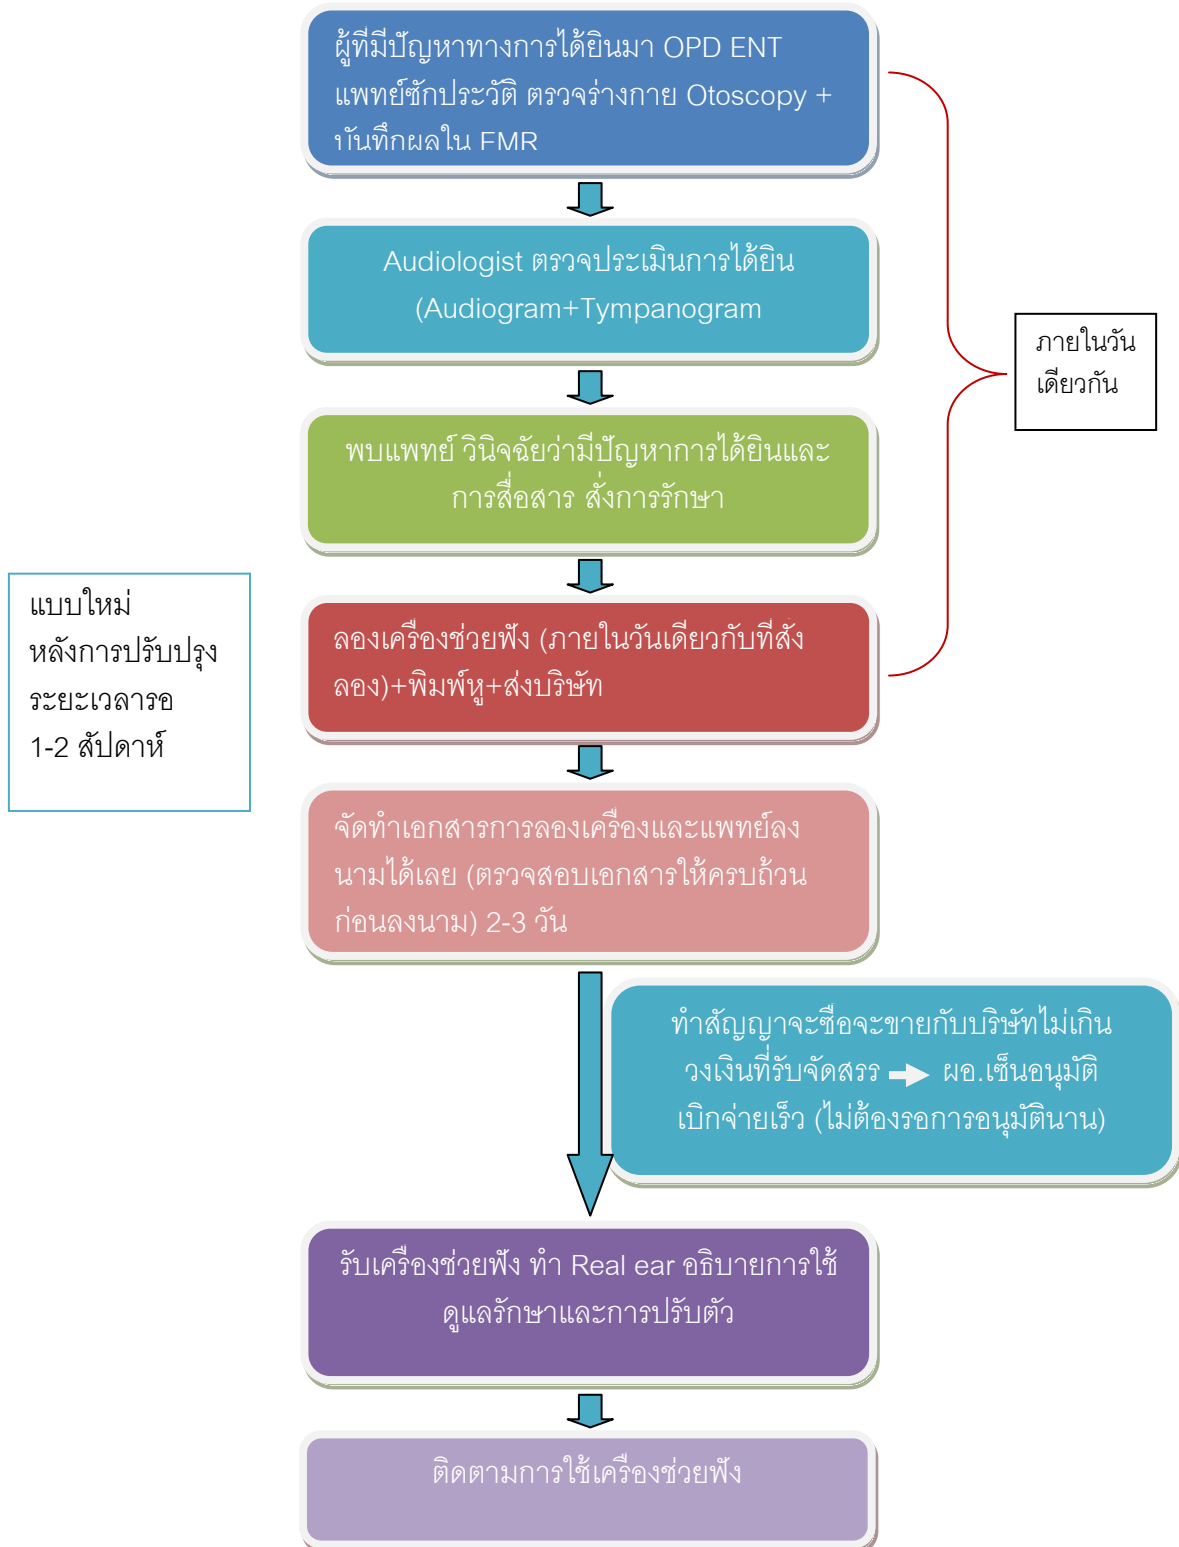 ผู้ที่มีปัญหาทางการได้ยินมา OPD ENT
แพทย์ซักประวัติ ตรวจร่างกาย Otoscopy +
บันทึกผลใน FMR
Audiologist ตรวจประเมินการได้ยิน
(Audiogram+Tympanogram
ภายในวัน
เดียวกัน
พบแพทย์ วินิจฉัยว่ามีปัญหาการได้ยินและ
การสื่อสาร สั่งการรักษา
แบบใหม่
หลังการปรับปรุง
ระยะเวลารอ
1-2 สัปดาห์
ลองเครื่องช่วยฟัง (ภายในวันเดียวกับที่สั่ง
ลอง)+พิมพ์หู+ส่งบริษัท
จัดทำเอกสารการลองเครื่องและแพทย์ลง
นามได้เลย (ตรวจสอบเอกสารให้ครบถ้วน
ก่อนลงนาม) 2-3 วัน
ทำสัญญาจะซื้อจะขายกับบริษัทไม่เกิน
วงเงินที่รับจัดสรร ผอ.เซ็นอนุมัติ
เบิกจ่ายเร็ว (ไม่ต้องรอการอนุมัตินาน)
รับเครื่องช่วยฟัง ทำ Real ear อธิบายการใช้
ดูแลรักษาและการปรับตัว
ติดตามการใช้เครื่องช่วยฟัง